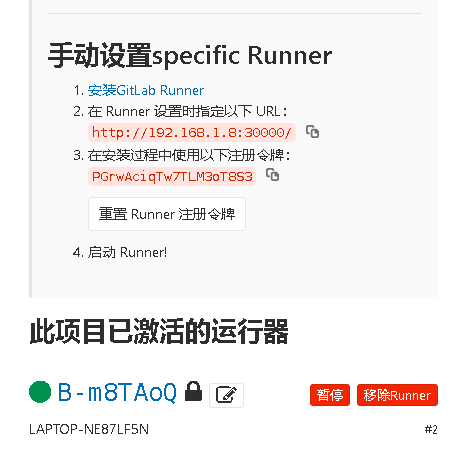 手动设置specific Runner
1. 安装GitLab Runner
2. 在 Runner 设置时指定以下 URL：
http://192.168.1.8:30000/
3. 在安装过程中使用以下注册令牌：
PGrwAciqTw7TLM3oT8S3
重置 Runner 注册令牌
4. 启动 Runner!
此项目已激活的运行器
B-m8TAoQ 暂停 移除Runner
LAPTOP-NE87LF5N #2